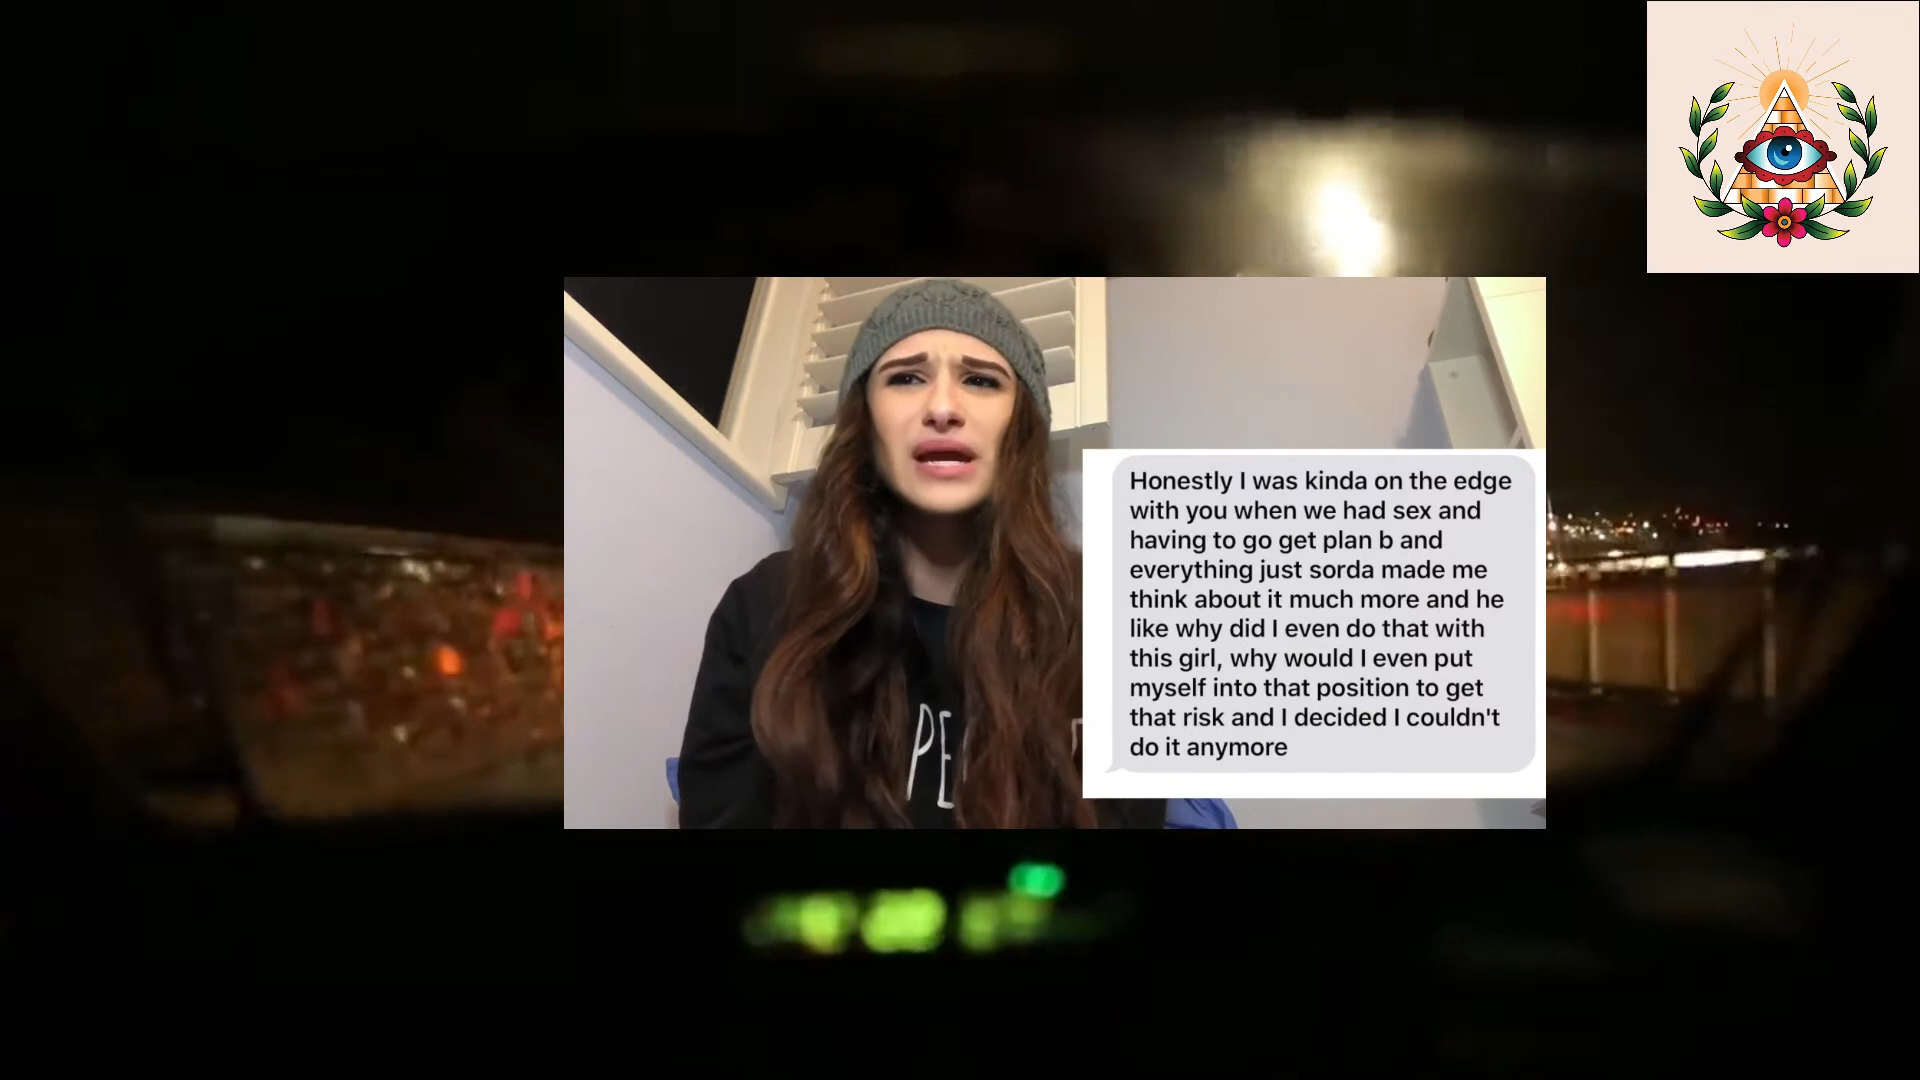 Honestly I was kinda on the edge
with you when we had sex and
having to go get plan b and
everything just sorda made me
think about it much more and he
like why did I even do that with
this girl, why would I even put
myself into that position to get
that risk and I decided I couldn't
do it anymore
PE